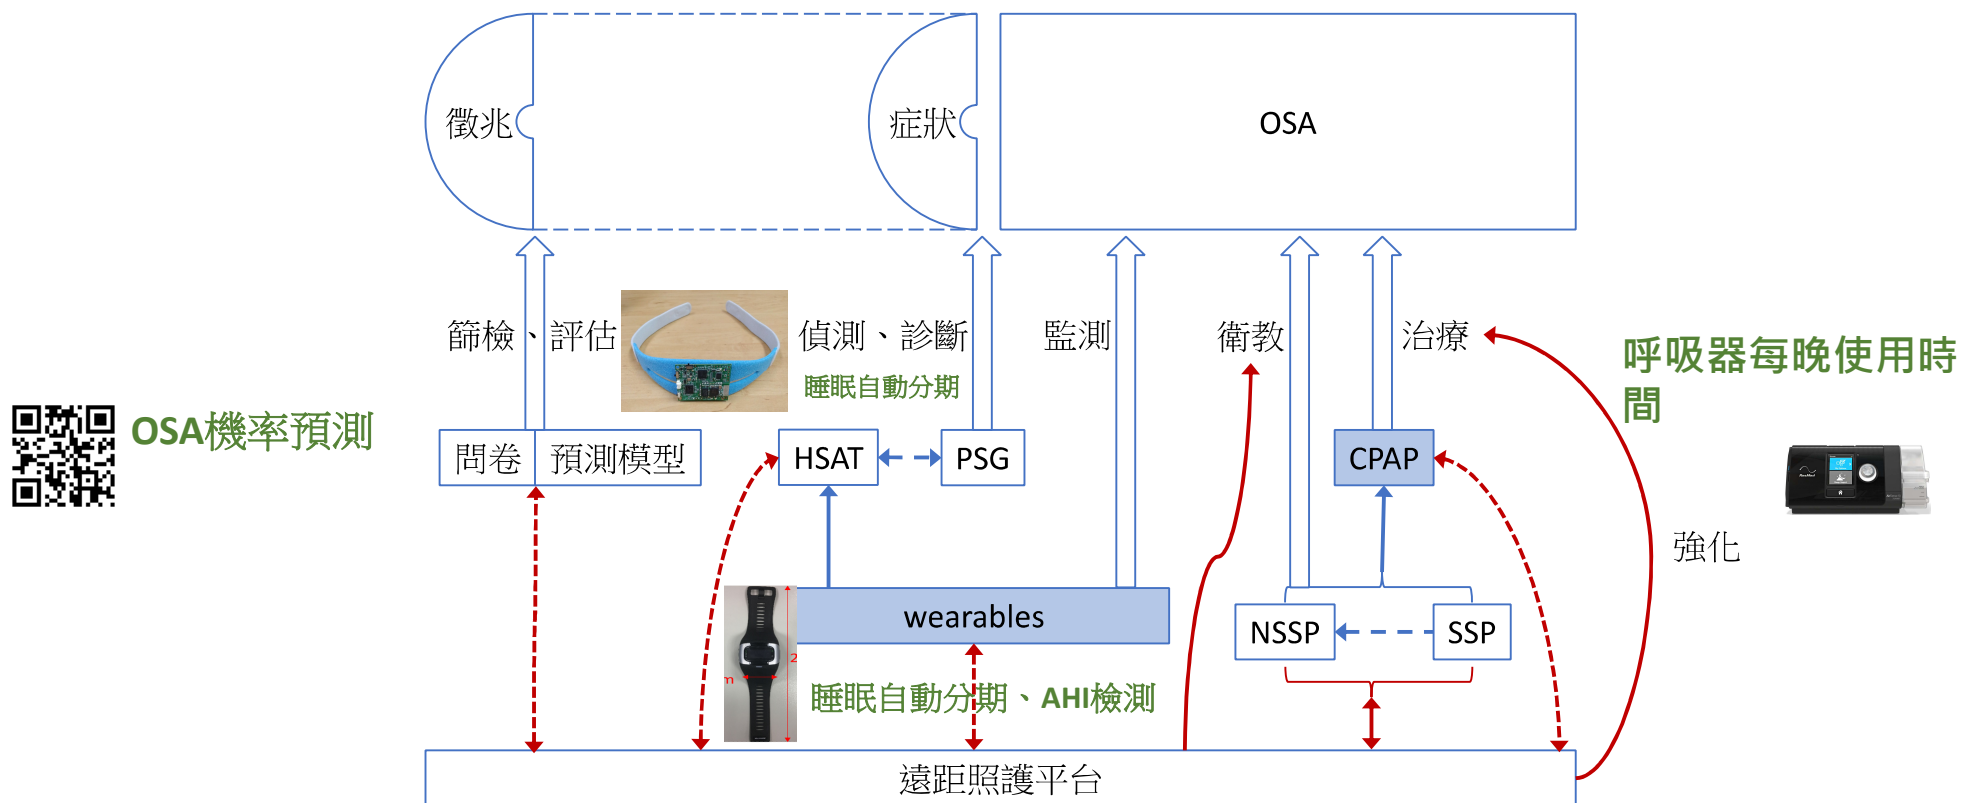 徵兆
症狀
OSA
篩檢、評估
偵測、診斷
監測
衛教
治療
睡眠自動分期
呼吸器每晚使用時
間
OSA機率預測
問卷
預測模型
HSAT
PSG
CPAP
強化
wearables
NSSP
SSP
2
m
睡眠自動分期、AHI檢測
遠距照護平台